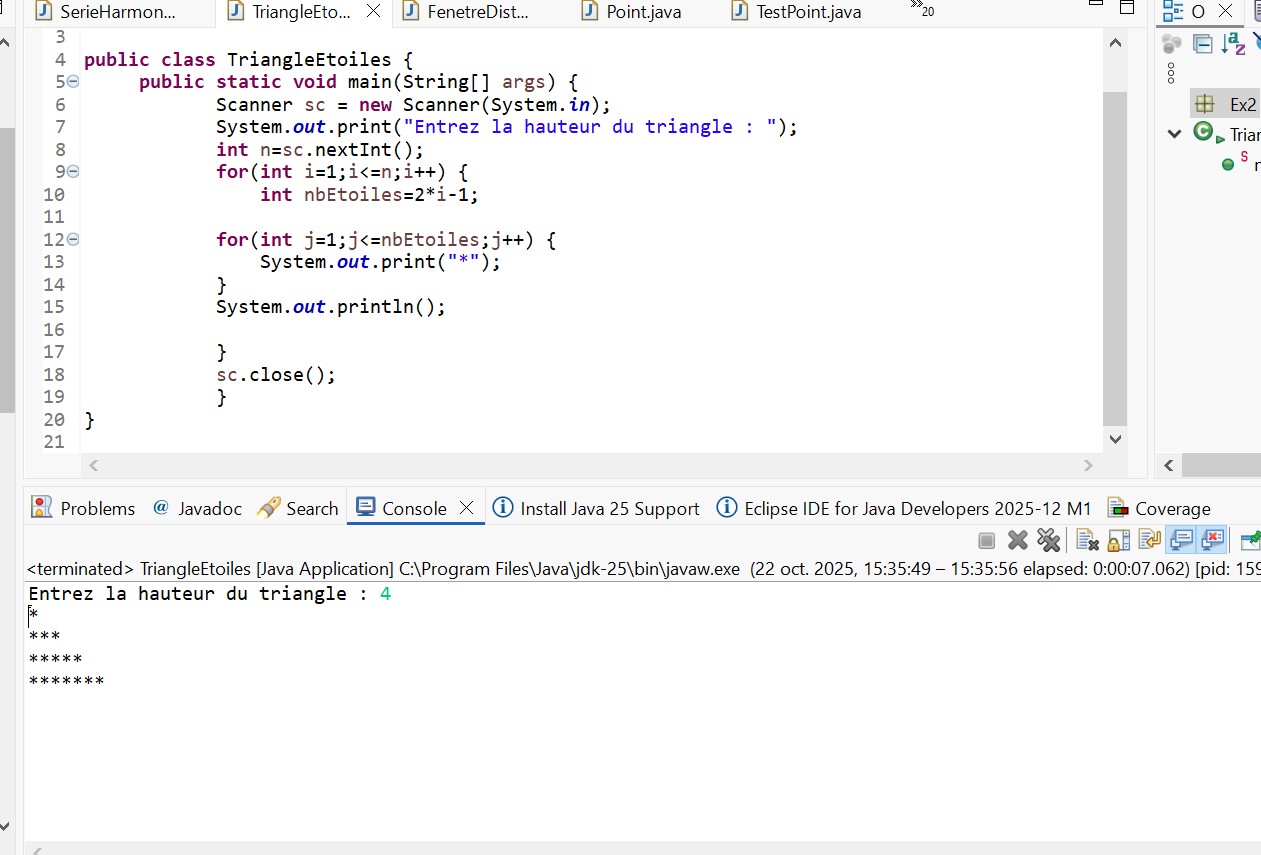 SerieHarmon... TriangleEto... FenetreDist... Point.java TestPoint.java »20
3
4 public class TriangleEtoiles {
5 public static void main(String[] args) {
6 Scanner sc = new Scanner(System.in);
7 System.out.print("Entrez la hauteur du triangle : ");
8 int n=sc.nextInt();
9 for(int i=1;i<=n;i++) {
10 int nbEtoiles=2*i-1;
11
12 for(int j=1;j<=nbEtoiles;j++) {
13 System.out.print("*");
14 }
15 System.out.println();
16
17 }
18 sc.close();
19 }
20 }
21
O
Ex2
Trian
Problems @ Javadoc Search Console Install Java 25 Support Eclipse IDE for Java Developers 2025-12 M1 Coverage
<terminated> TriangleEtoiles [Java Application] C:\Program Files\Java\jdk-25\bin\javaw.exe (22 oct. 2025, 15:35:49 – 15:35:56 elapsed: 0:00:07.062) [pid: 159
Entrez la hauteur du triangle : 4
*
***
*****
*******